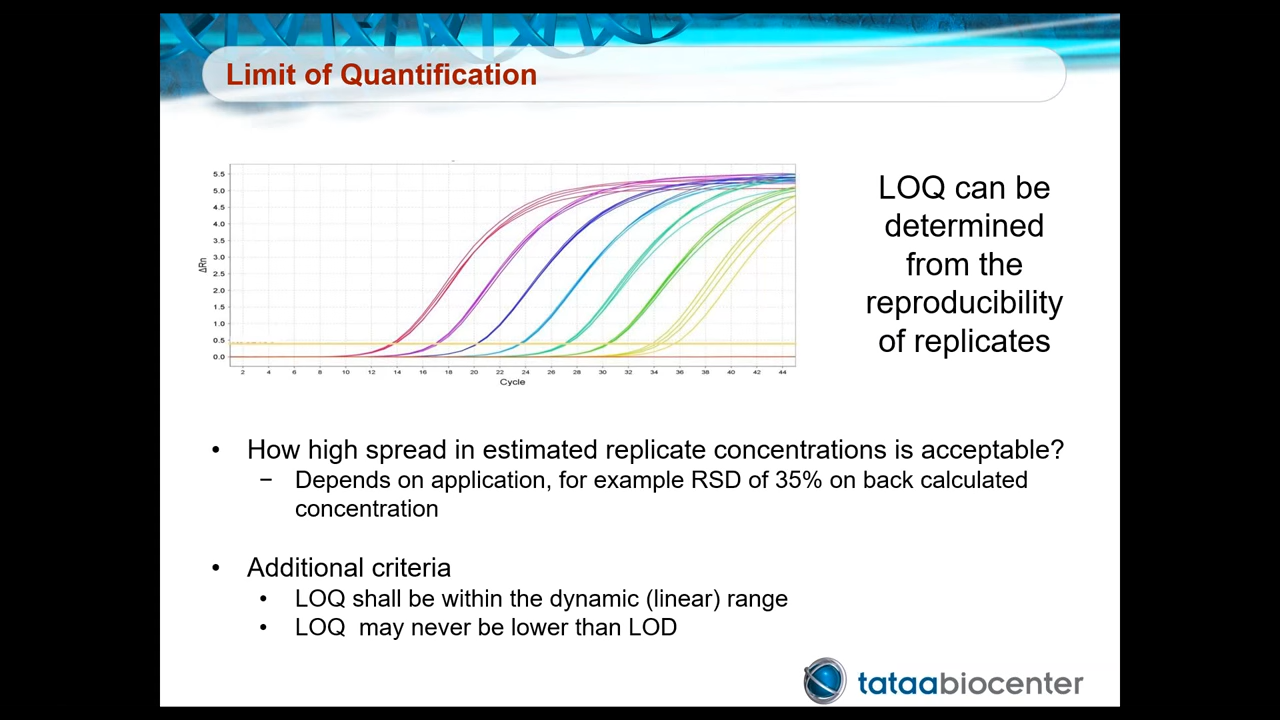 Limit of Quantification
5.5
5.0
4.5
4.0
3.5
3.0
2.5
2.0
1.5
1.0
0.5
0.0
ΔRn
2 4 6 8 10 12 14 16 18 20 22 24 26 28 30 32 34 36 38 40 42 44
Cycle
LOQ can be
determined
from the
reproducibility
of replicates
• How high spread in estimated replicate concentrations is acceptable?
− Depends on application, for example RSD of 35% on back calculated
concentration
• Additional criteria
• LOQ shall be within the dynamic (linear) range
• LOQ may never be lower than LOD
tataabiocenter